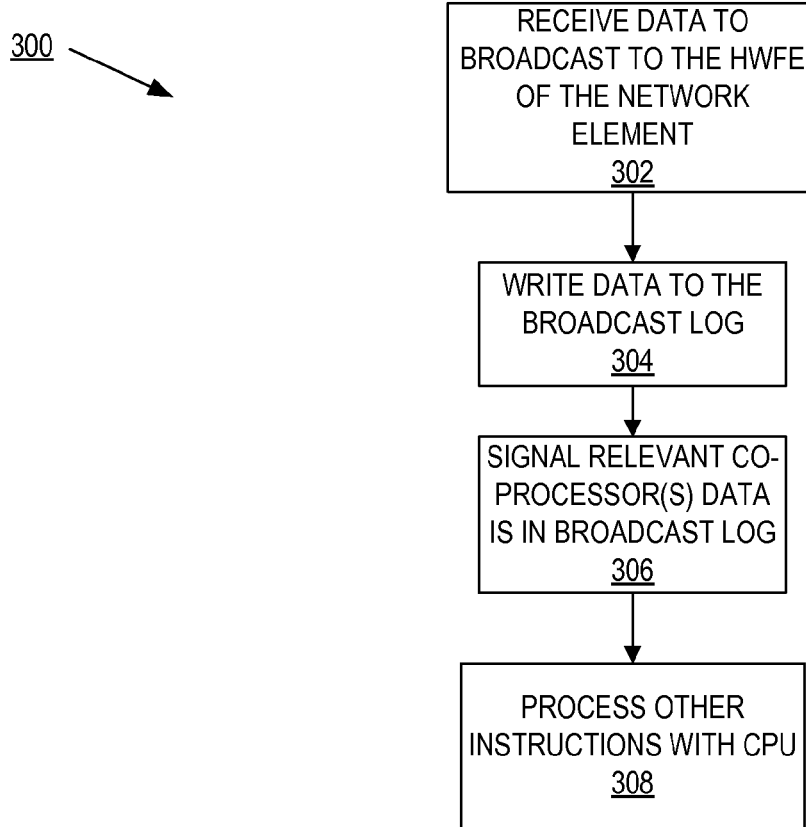 300
RECEIVE DATA TO
BROADCAST TO THE HWFE
OF THE NETWORK
ELEMENT
302
WRITE DATA TO THE
BROADCAST LOG
304
SIGNAL RELEVANT CO-
PROCESSOR(S) DATA
IS IN BROADCAST LOG
306
PROCESS OTHER
INSTRUCTIONS WITH CPU
308